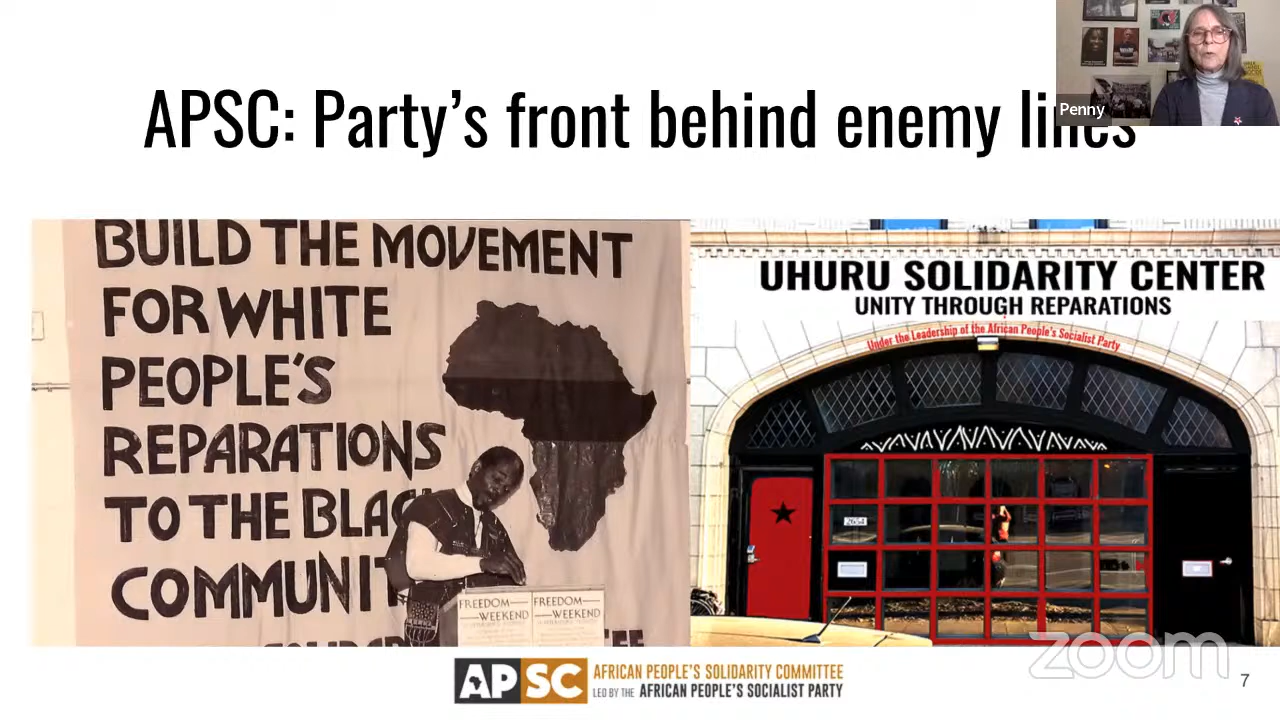 APSC: Party's front behind enemy lines
Penny
BUILD THE MOVEMENT
FOR WHITE
PEOPLE'S
REPARATIONS
TO THE BLAC
COMMUNIT
FREEDOM
WEEKEND
FREEDOM
WEEKEND
UHURU SOLIDARITY CENTER
UNITY THROUGH REPARATIONS
Under the Leadership of the African People's Socialist Party
2654
APSC AFRICAN PEOPLE'S SOLIDARITY COMMITTEE
LED BY THE AFRICAN PEOPLE'S SOCIALIST PARTY
zoom
7